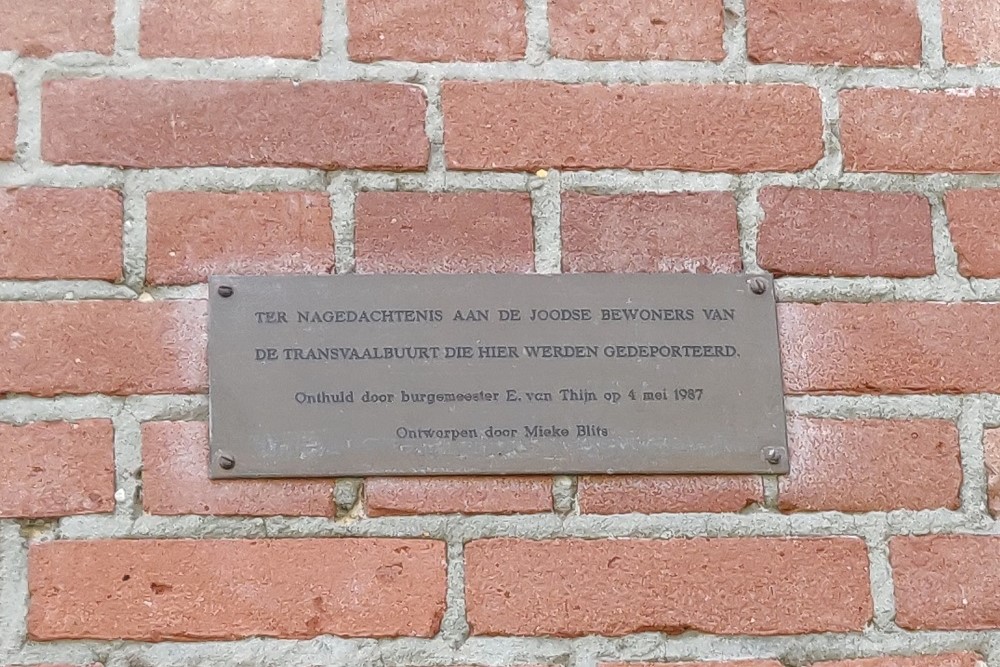 TER NAGEDACHTENIS AAN DE JOODSE BEWONERS VAN
DE TRANSVAALBUURT DIE HIER WERDEN GEDEPORTEERD.
Onthuld door burgemeester E. van Thijn op 4 mei 1987
Ontworpen door Mieke Blits